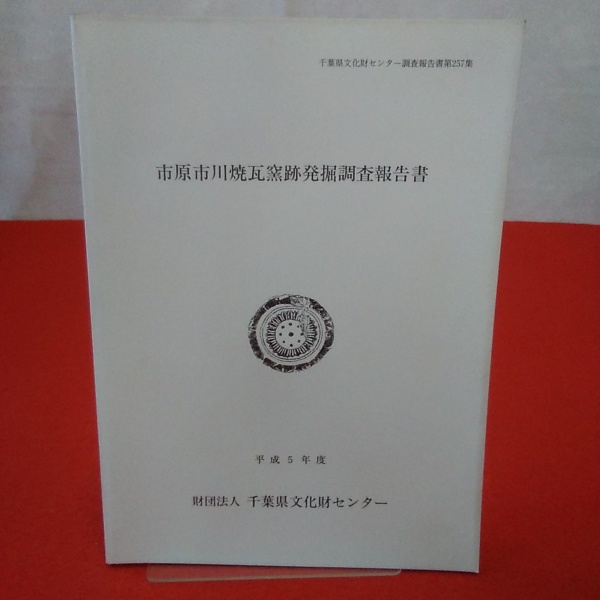 千葉県文化財センター調査報告書第257集
市原市川焼瓦窯跡発掘調査報告書
平成5年度
財団法人 千葉県文化財センター